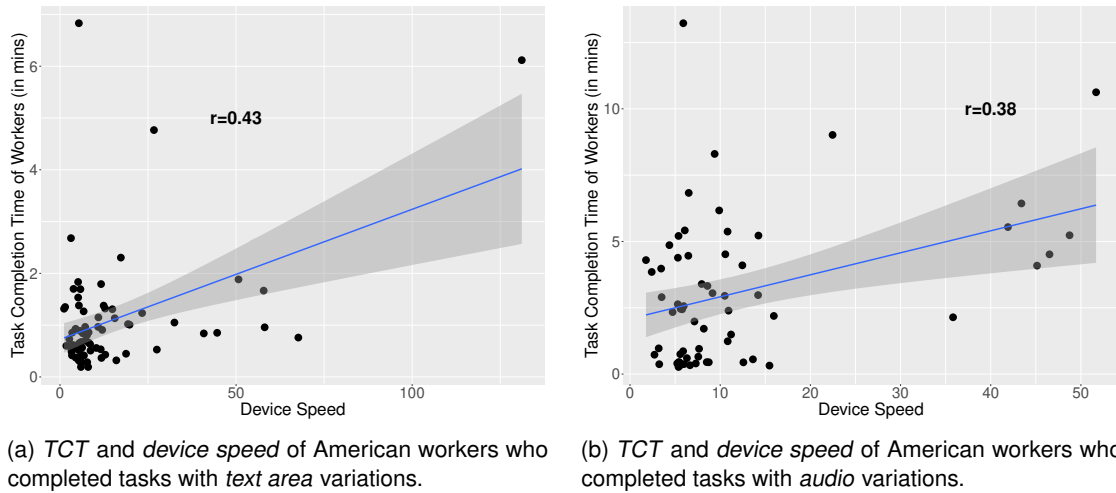 Task Completion Time of Workers (in mins)
6
4
2
0
r=0.43
0
50
100
Device Speed
(a) TCT and device speed of American workers who
completed tasks with text area variations.
Task Completion Time of Workers (in mins)
10
5
0
r=0.38
0
10
20
30
40
50
Device Speed
(b) TCT and device speed of American workers who
completed tasks with audio variations.